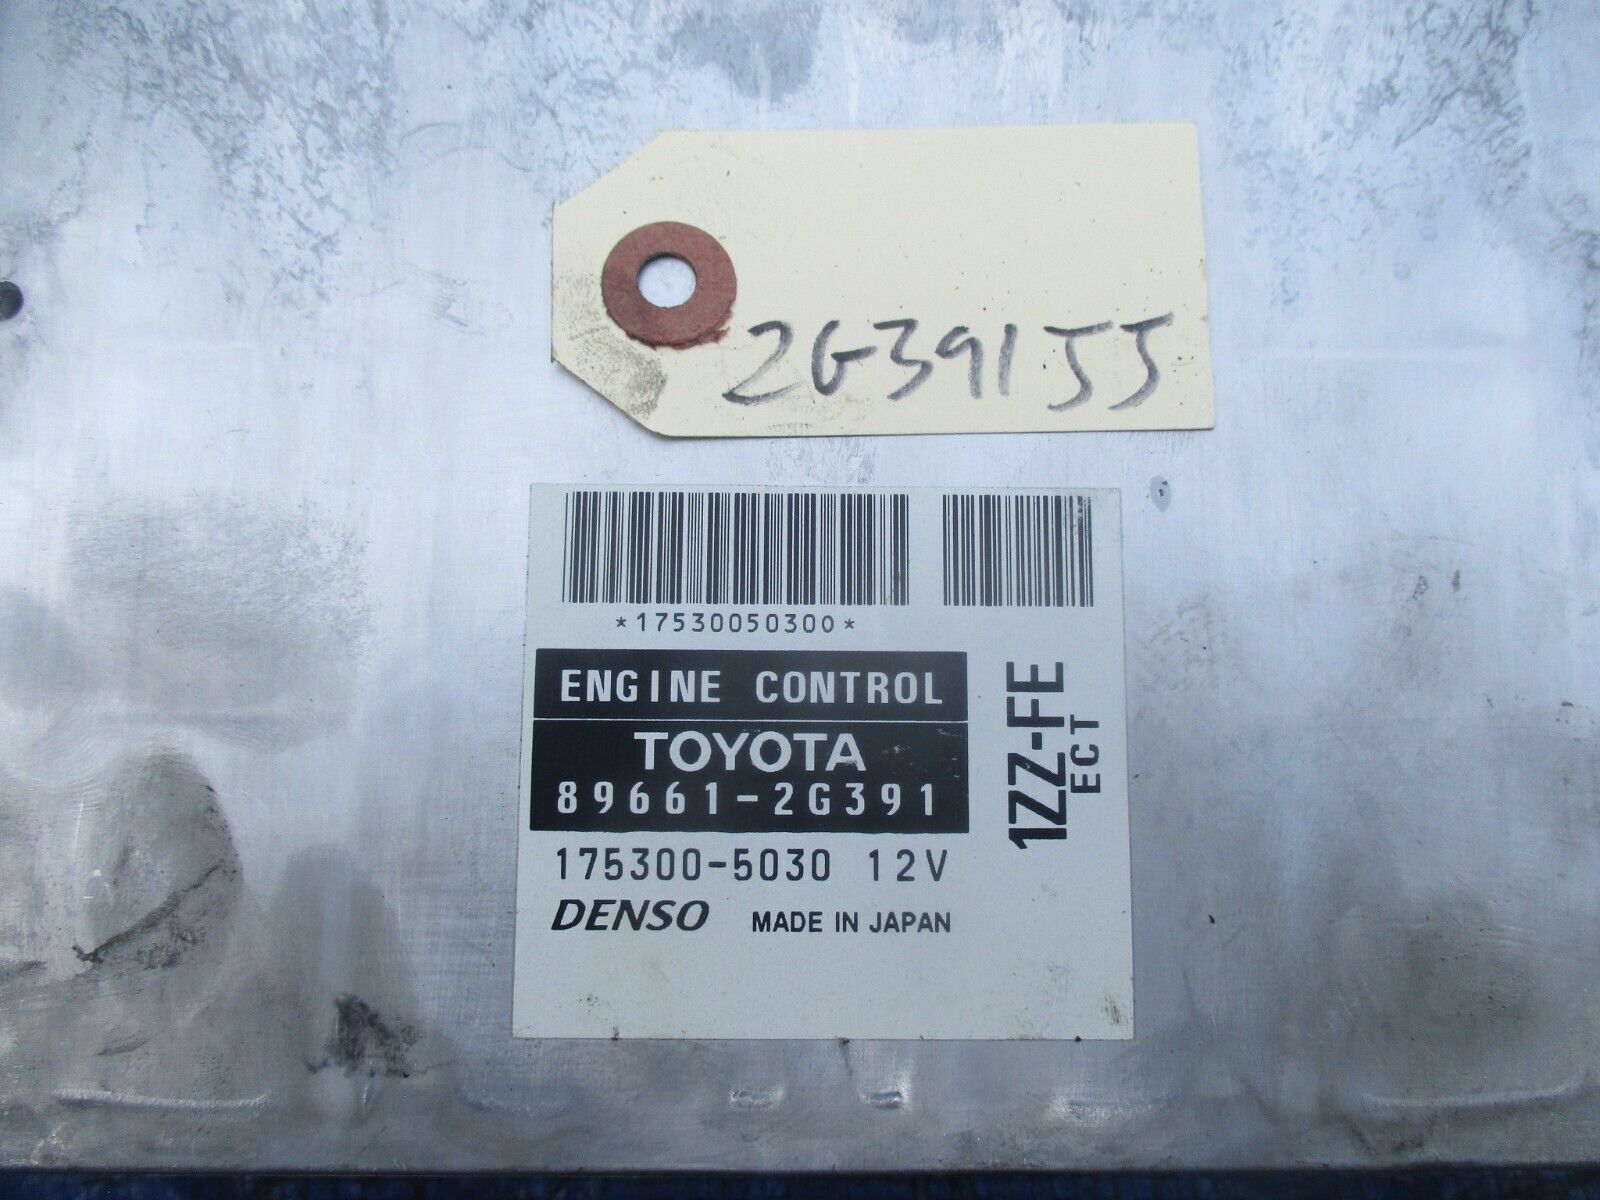 2G391JJ
*17530050300*
ENGINE CONTROL
TOYOTA
89661-2G391
175300-5030 12V
DENSO MADE IN JAPAN
1ZZ-FE
ECT